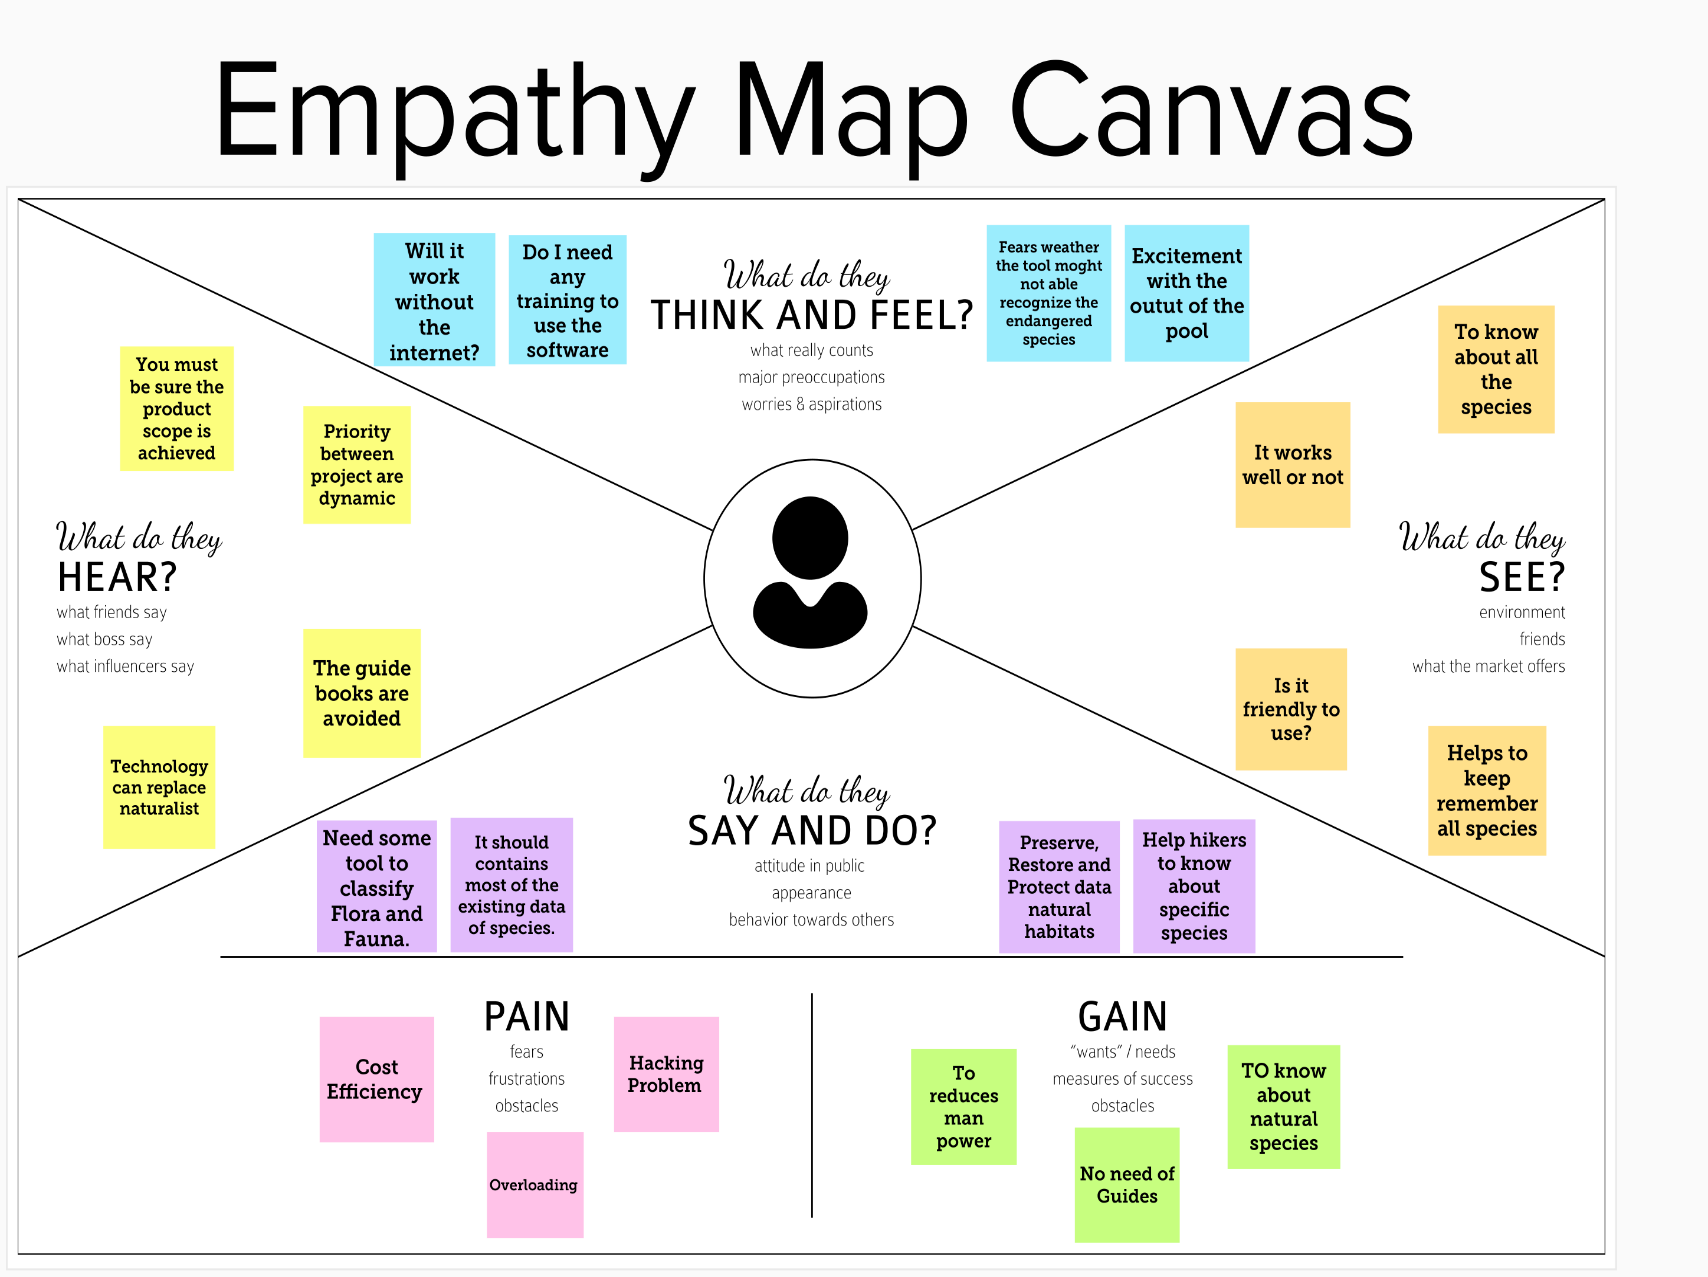 Empathy Map Canvas
Will it
work
without
the
internet?
Do I need
any
training to
use the
software
What do they
THINK AND FEEL?
what really counts
major preoccupations
worries & aspirations
Fears weather
the tool moght
not able
recognize the
endangered
species
Excitement
with the
outut of the
pool
You must
be sure the
product
scope is
achieved
Priority
between
project are
dynamic
What do they
HEAR?
what friends say
what boss say
what influencers say
The guide
books are
avoided
Technology
can replace
naturalist
To know
about all
the
species
It works
well or not
What do they
SEE?
environment
friends
what the market offers
Is it
friendly to
use?
Helps to
keep
remember
all species
Need some
tool to
classify
Flora and
Fauna.
It should
contains
most of the
existing data
of species.
What do they
SAY AND DO?
attitude in public
appearance
behavior towards others
Preserve,
Restore and
Protect data
natural
habitats
Help hikers
to know
about
specific
species
PAIN
fears
frustrations
obstacles
Cost
Efficiency
Hacking
Problem
Overloading
GAIN
“wants” / needs
measures of success
obstacles
To
reduces
man
power
TO know
about
natural
species
No need of
Guides